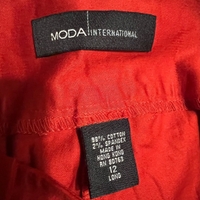 MODA INTERNATIONAL
98% COTTON
2% SPANDEX
MADE IN
HONG KONG
RN 80763
12
LONG